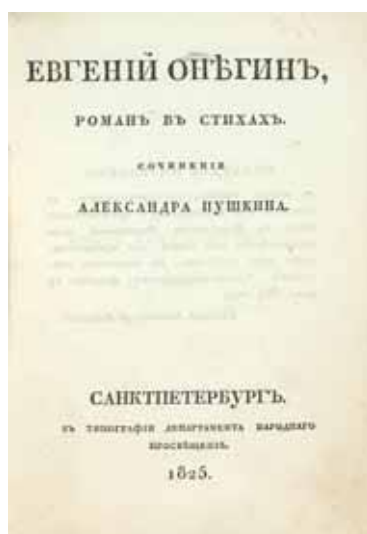 ЕВГЕНІЙ ОНѢГИНЪ,
РОМАНЪ ВЪ СТИХАХЪ.
СОЧИНЕНІЕ
АЛЕКСАНДРА ПУШКИНА.
САНКТПЕТЕРБУРГЪ.
ВЪ ТИПОГРАФІИ ДЕПАРТАМЕНТА НАРОДНАГО
ПРОСВѢЩЕНІЯ.
1825.